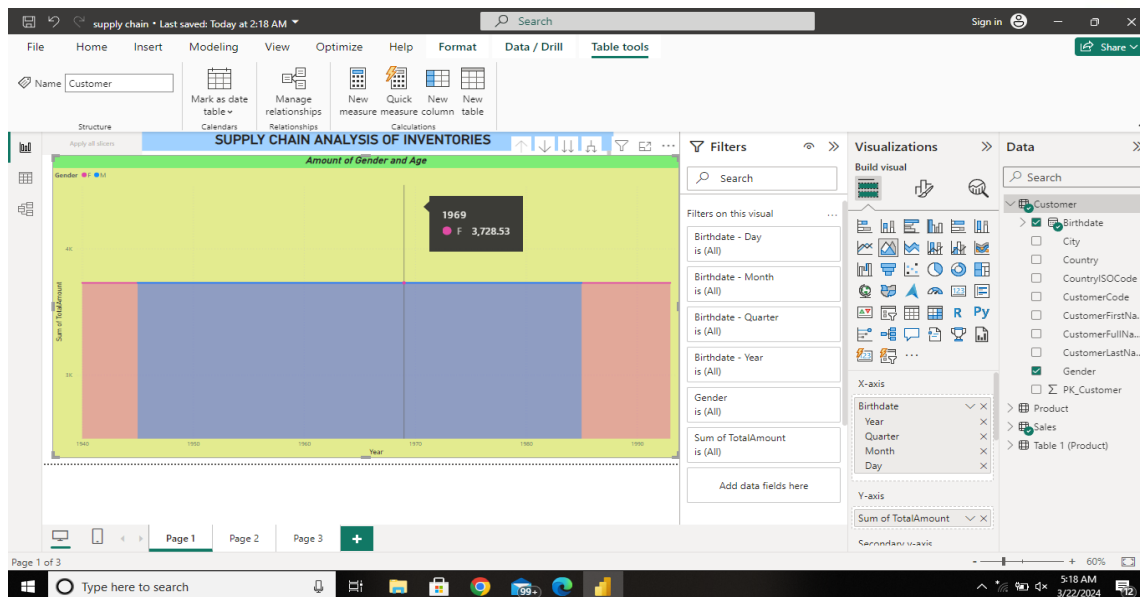 supply chain • Last saved: Today at 2:18 AM
Search
Sign in
File Home Insert Modeling View Optimize Help Format Data / Drill Table tools
Share
Name Customer
Mark as date table
Manage relationships
New measure
Quick measure
New column
New table
Structure
Calendars
Relationships
Calculations
Apply all slicers
SUPPLY CHAIN ANALYSIS OF INVENTORIES
Amount of Gender and Age
Gender F M
1969
F 3,728.53
4K
3K
Sum of TotalAmount
1940 1950 1960 1970 1980 1990
Year
Filters
Search
Filters on this visual
Birthdate - Day
is (All)
Birthdate - Month
is (All)
Birthdate - Quarter
is (All)
Birthdate - Year
is (All)
Gender
is (All)
Sum of TotalAmount
is (All)
Add data fields here
Visualizations
Build visual
R Py
123
...
X-axis
Birthdate
Year
Quarter
Month
Day
Y-axis
Sum of TotalAmount
Secondary y-axis
Data
Search
Customer
Birthdate
City
Country
CountryISOCode
CustomerCode
CustomerFirstNa...
CustomerFullNa...
CustomerLastNa...
Gender
Σ PK_Customer
Product
Sales
Table 1 (Product)
Page 1 Page 2 Page 3 +
Page 1 of 3
- + 60%
Type here to search
99+
5:18 AM
3/22/2024
12